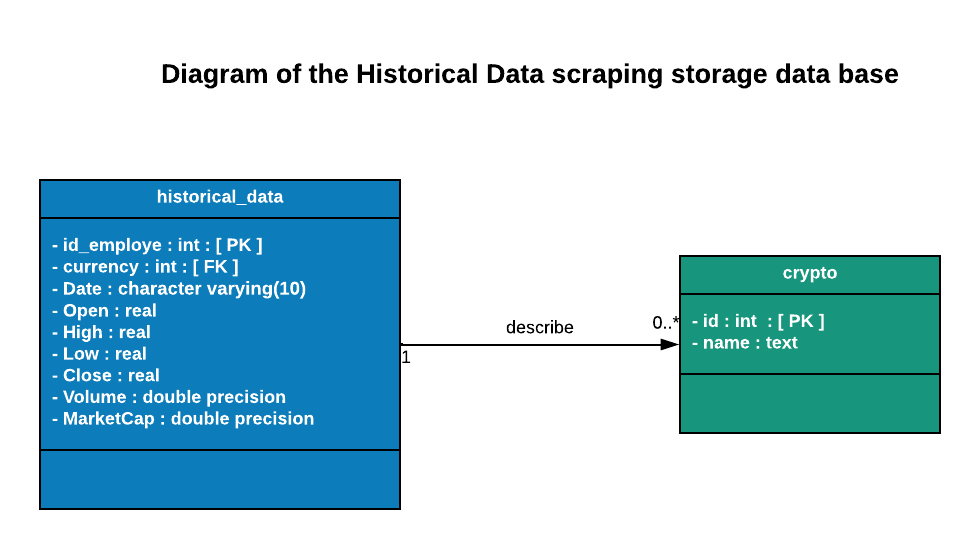 Diagram of the Historical Data scraping storage data base
historical_data
- id_employe : int : [ PK ]
- currency : int : [ FK ]
- Date : character varying(10)
- Open : real
- High : real
- Low : real
- Close : real
- Volume : double precision
- MarketCap : double precision
1
describe
0..*
crypto
- id : int : [ PK ]
- name : text